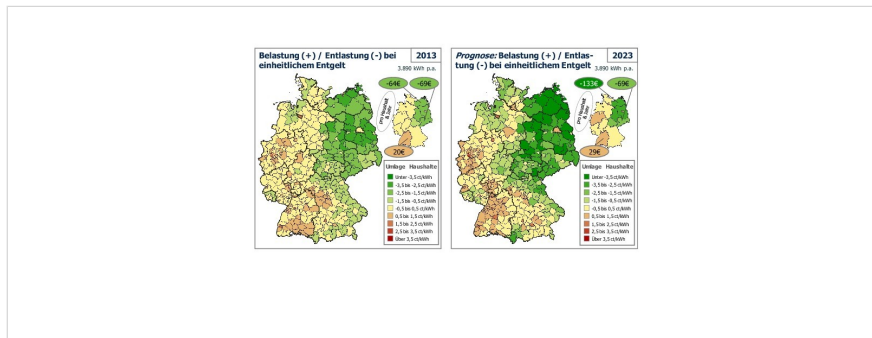 Belastung (+) / Entlastung (-) bei
einheitlichem Entgelt
2013
3.890 kWh p.a.
-64€
-69€
pro Haushalt
& Jahr
20€
Umlage Haushalte
Unter -3,5 ct/kWh
-3,5 bis -2,5 ct/kWh
-2,5 bis -1,5 ct/kWh
-1,5 bis -0,5 ct/kWh
-0,5 bis 0,5 ct/kWh
0,5 bis 1,5 ct/kWh
1,5 bis 2,5 ct/kWh
2,5 bis 3,5 ct/kWh
Über 3,5 ct/kWh
Prognose: Belastung (+) / Entlas-
tung (-) bei einheitlichem Entgelt
2023
3.890 kWh p.a.
-133€
-69€
pro Haushalt
& Jahr
29€
Umlage Haushalte
Unter -3,5 ct/kWh
-3,5 bis -2,5 ct/kWh
-2,5 bis -1,5 ct/kWh
-1,5 bis -0,5 ct/kWh
-0,5 bis 0,5 ct/kWh
0,5 bis 1,5 ct/kWh
1,5 bis 2,5 ct/kWh
2,5 bis 3,5 ct/kWh
Über 3,5 ct/kWh